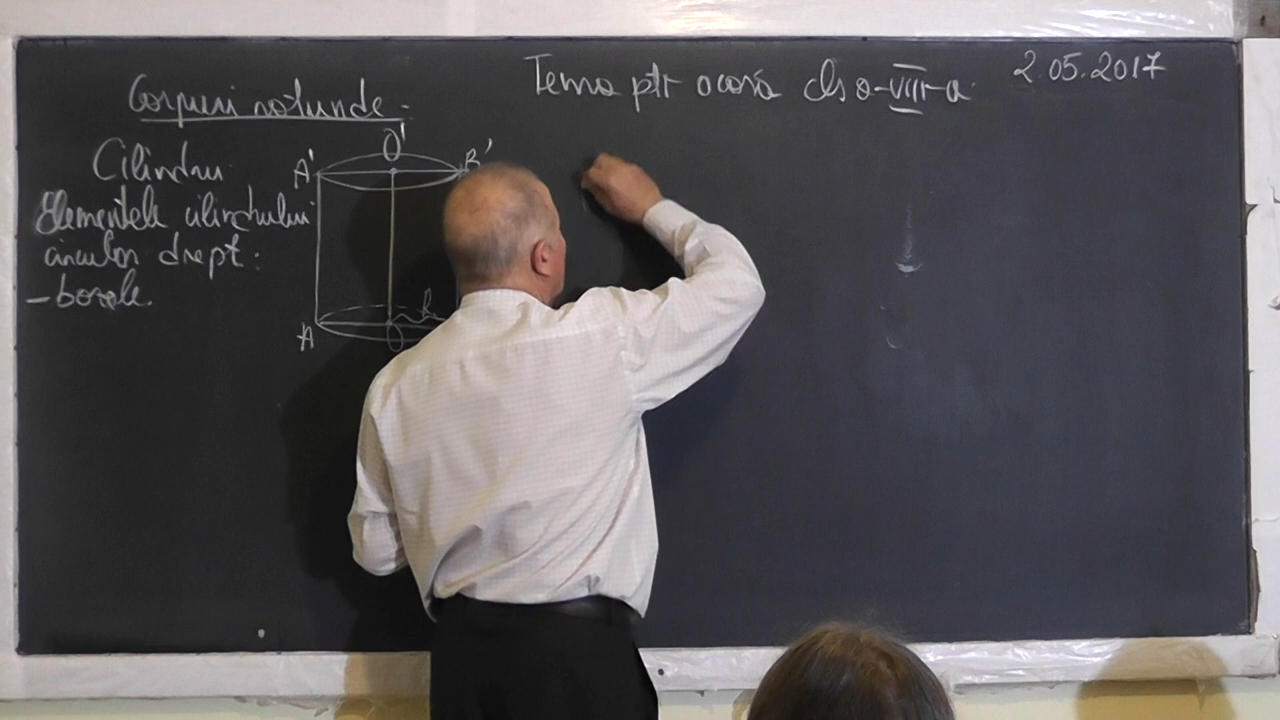 Tema ptr acasă cls a-VIII-a
2.05.2017
Corpuri rotunde
Cilindru
Elementele cilindrului
circular drept:
-bazele.
O'
A'
B'
R
A
O